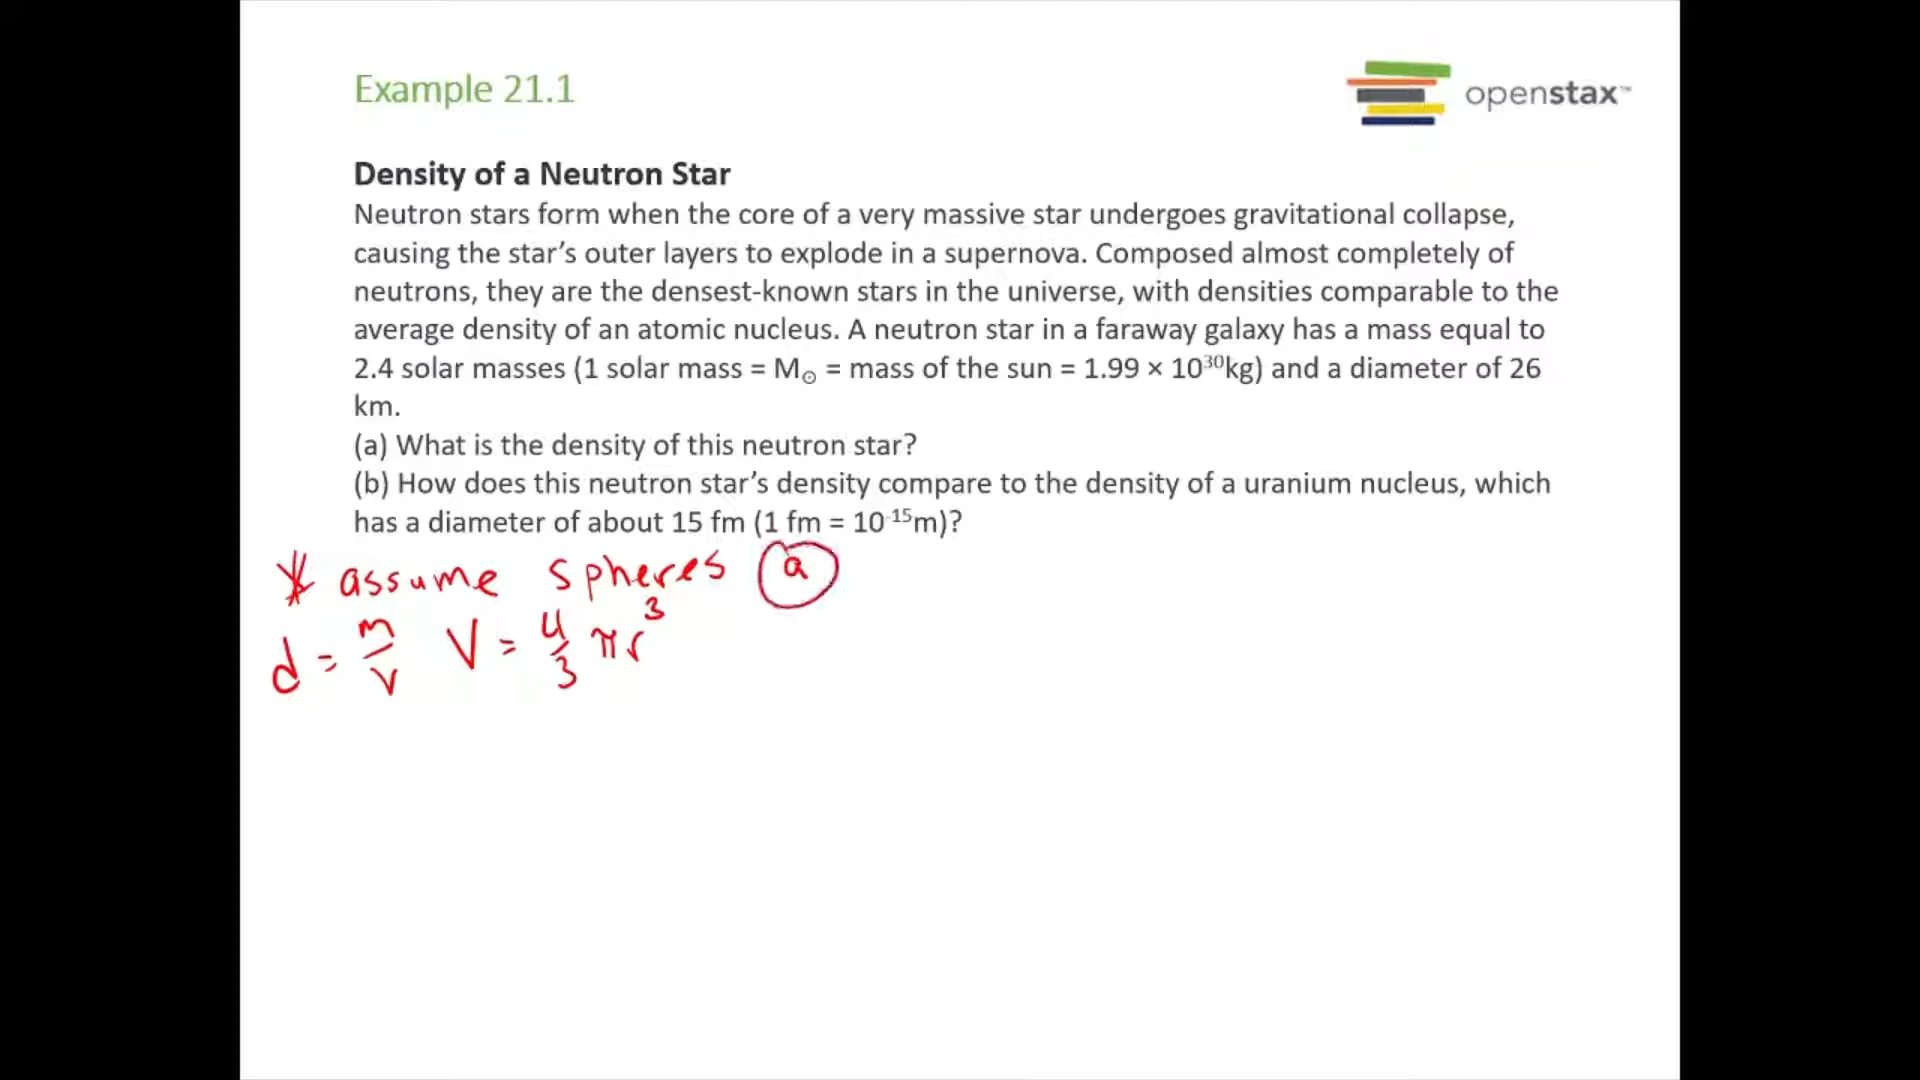 Example 21.1
openstax™
Density of a Neutron Star
Neutron stars form when the core of a very massive star undergoes gravitational collapse,
causing the star’s outer layers to explode in a supernova. Composed almost completely of
neutrons, they are the densest-known stars in the universe, with densities comparable to the
average density of an atomic nucleus. A neutron star in a faraway galaxy has a mass equal to
2.4 solar masses (1 solar mass = M⊙ = mass of the sun = 1.99 × 10³⁰kg) and a diameter of 26
km.
(a) What is the density of this neutron star?
(b) How does this neutron star’s density compare to the density of a uranium nucleus, which
has a diameter of about 15 fm (1 fm = 10⁻¹⁵m)?
* assume spheres a
d = m/v V = 4/3 πr³